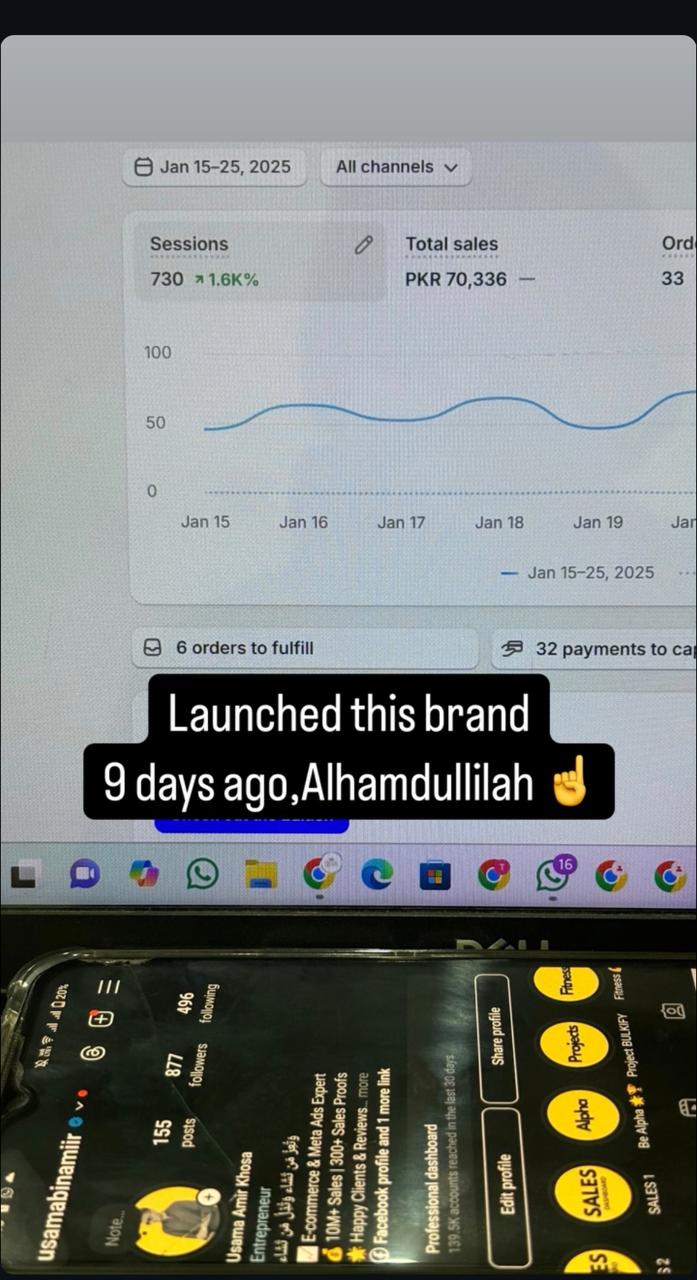 Jan 15–25, 2025
All channels
Sessions
Total sales
730 1.6K%
PKR 70,336 —
33
100
50
0
Jan 15 Jan 16 Jan 17 Jan 18 Jan 19
Jan 15–25, 2025
6 orders to fulfill
32 payments to
Launched this brand
9 days ago,Alhamdullilah ☝️
16
DELL
20%
usamabinamiir
Note...
155
posts
877
followers
496
following
Usama Amir Khosa
Entrepreneur
E-commerce & Meta Ads Expert
10M+ Sales | 300+ Sales Proofs
Happy Clients & Reviews... more
Facebook profile and 1 more link
Professional dashboard
139.5K accounts reached in the last 30 days.
Edit profile
Share profile
SALES
DASHBOARD
Alpha
Projects
Fitness
SALES 1
Be Alpha
Project BULKIFY
Fitness